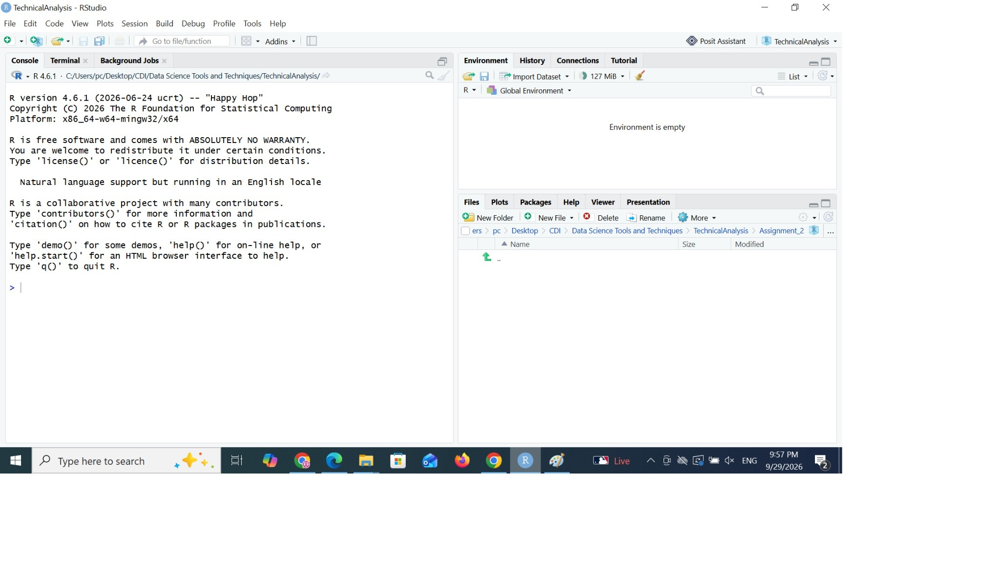 TechnicalAnalysis - RStudio
File Edit Code View Plots Session Build Debug Profile Tools Help
Go to file/function Addins Posit Assistant TechnicalAnalysis
Console Terminal Background Jobs
R 4.6.1 · C:/Users/pc/Desktop/CDI/Data Science Tools and Techniques/TechnicalAnalysis/
R version 4.6.1 (2026-06-24 ucrt) -- "Happy Hop"
Copyright (C) 2026 The R Foundation for Statistical Computing
Platform: x86_64-w64-mingw32/x64
R is free software and comes with ABSOLUTELY NO WARRANTY.
You are welcome to redistribute it under certain conditions.
Type 'license()' or 'licence()' for distribution details.
Natural language support but running in an English locale
R is a collaborative project with many contributors.
Type 'contributors()' for more information and
'citation()' on how to cite R or R packages in publications.
Type 'demo()' for some demos, 'help()' for on-line help, or
'help.start()' for an HTML browser interface to help.
Type 'q()' to quit R.
>
Environment History Connections Tutorial
Import Dataset 127 MiB List
R Global Environment
Environment is empty
Files Plots Packages Help Viewer Presentation
New Folder New File Delete Rename More
ers > pc > Desktop > CDI > Data Science Tools and Techniques > TechnicalAnalysis > Assignment_2 ...
Name Size Modified
..
Type here to search
Live ENG
9:57 PM
9/29/2026
2